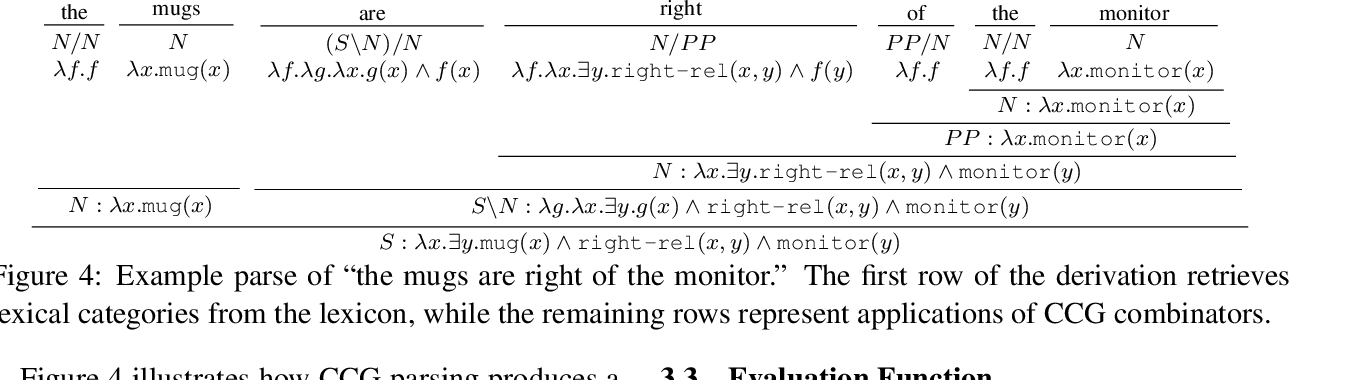 the mugs are right of the monitor
N/N N (S\N)/N N/PP PP/N N/N N
λf.f λx.mug(x) λf.λg.λx.g(x) ∧ f(x) λf.λx.∃y.right-rel(x, y) ∧ f(y) λf.f λf.f λx.monitor(x)
N : λx.monitor(x)
PP : λx.monitor(x)
N : λx.∃y.right-rel(x, y) ∧ monitor(y)
N : λx.mug(x) S\N : λg.λx.∃y.g(x) ∧ right-rel(x, y) ∧ monitor(y)
S : λx.∃y.mug(x) ∧ right-rel(x, y) ∧ monitor(y)
Figure 4: Example parse of “the mugs are right of the monitor.” The first row of the derivation retrieves
lexical categories from the lexicon, while the remaining rows represent applications of CCG combinators.
Figure 4 illustrates how CCG parsing produces a
3.3 Evaluation Function